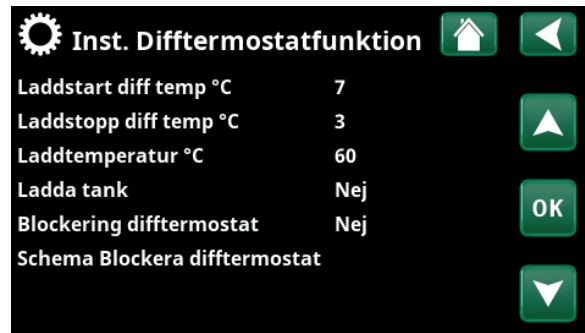 Inst. Difftermostatfunktion
Laddstart diff temp °C 7
Laddstopp diff temp °C 3
Laddtemperatur °C 60
Ladda tank Nej
Blockering difftermostat Nej
Schema Blockera difftermostat
OK